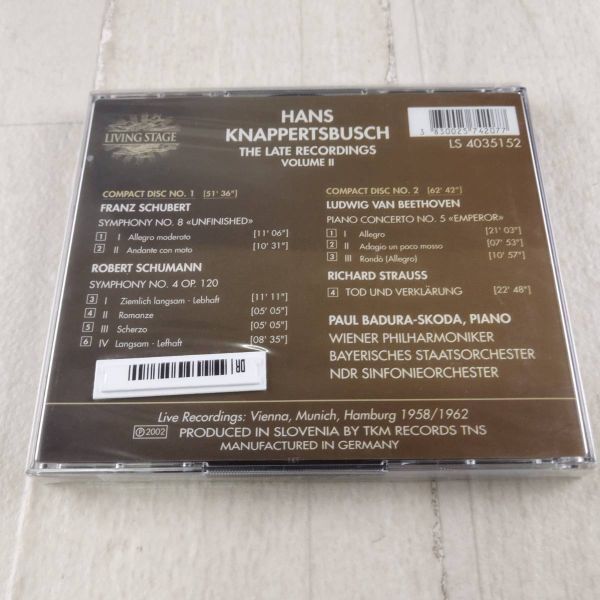 LIVING STAGE
HANS
KNAPPERTSBUSCH
THE LATE RECORDINGS
VOLUME II
3 830025 742077
LS 4035152
COMPACT DISC NO. 1 [51' 36"]
FRANZ SCHUBERT
SYMPHONY NO. 8 «UNFINISHED»
1 I Allegro moderato [11' 06"]
2 II Andante con moto [10' 31"]
ROBERT SCHUMANN
SYMPHONY NO. 4 OP. 120
3 I Ziemlich langsam - Lebhaft [11' 11"]
4 II Romanze [05' 05"]
5 III Scherzo [05' 05"]
6 IV Langsam - Lefhaft [08' 35"]
COMPACT DISC NO. 2 [62' 42"]
LUDWIG VAN BEETHOVEN
PIANO CONCERTO NO. 5 «EMPEROR»
1 I Allegro [21' 03"]
2 II Adagio un poco mosso [07' 53"]
3 III Rondò (Allegro) [10' 57"]
RICHARD STRAUSS
4 TOD UND VERKLÄRUNG [22' 48"]
PAUL BADURA-SKODA, PIANO
WIENER PHILHARMONIKER
BAYERISCHES STAATSORCHESTER
NDR SINFONIEORCHESTER
Live Recordings: Vienna, Munich, Hamburg 1958/1962
℗ 2002 PRODUCED IN SLOVENIA BY TKM RECORDS TNS
MANUFACTURED IN GERMANY